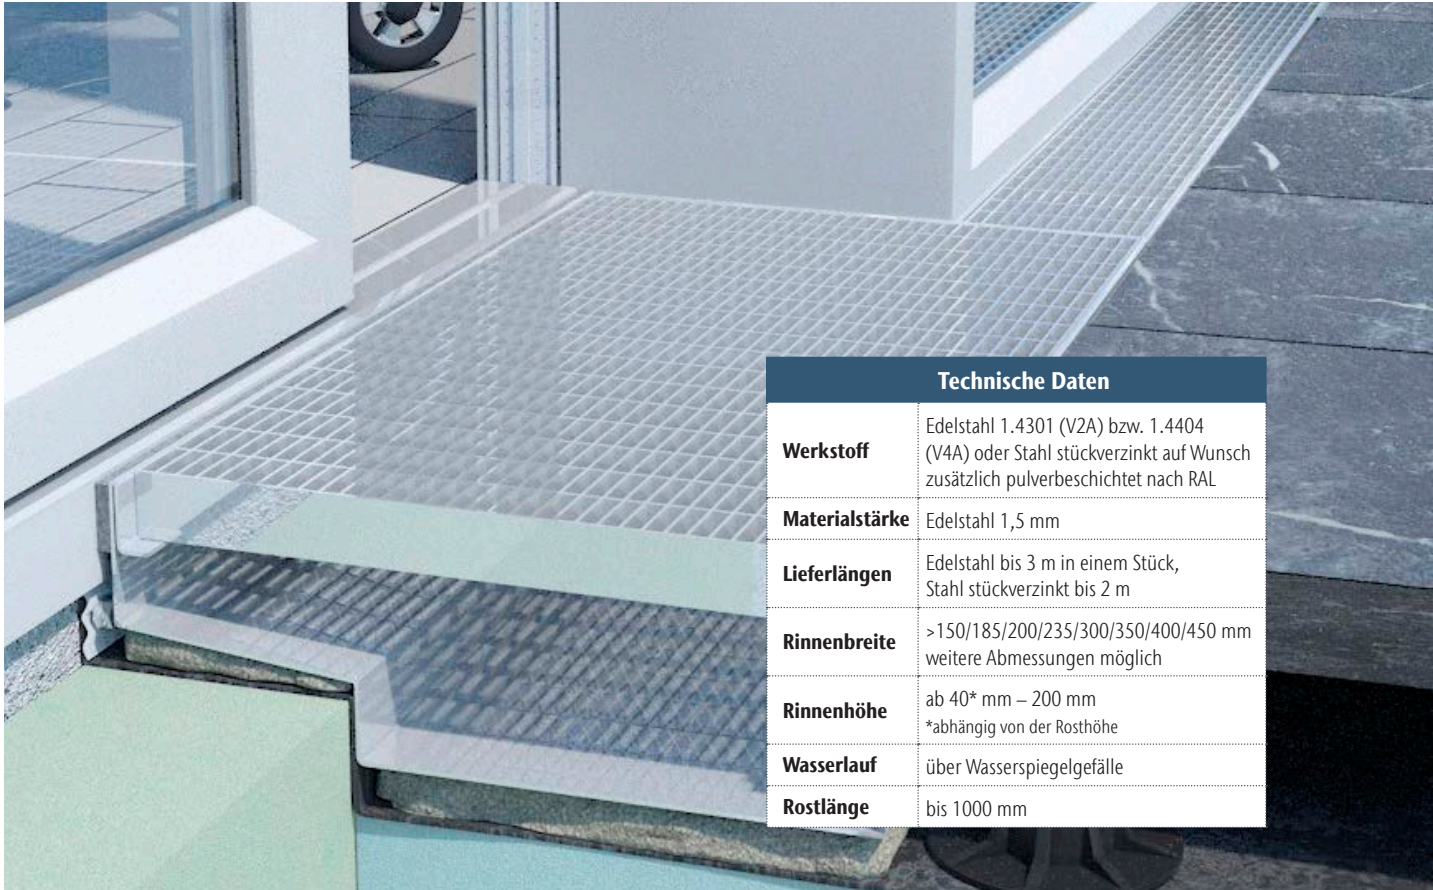 Technische Daten
Werkstoff
Edelstahl 1.4301 (V2A) bzw. 1.4404
(V4A) oder Stahl stückverzinkt auf Wunsch
zusätzlich pulverbeschichtet nach RAL
Materialstärke
Edelstahl 1,5 mm
Lieferlängen
Edelstahl bis 3 m in einem Stück,
Stahl stückverzinkt bis 2 m
Rinnenbreite
>150/185/200/235/300/350/400/450 mm
weitere Abmessungen möglich
Rinnenhöhe
ab 40* mm – 200 mm
*abhängig von der Rosthöhe
Wasserlauf
über Wasserspiegelgefälle
Rostlänge
bis 1000 mm